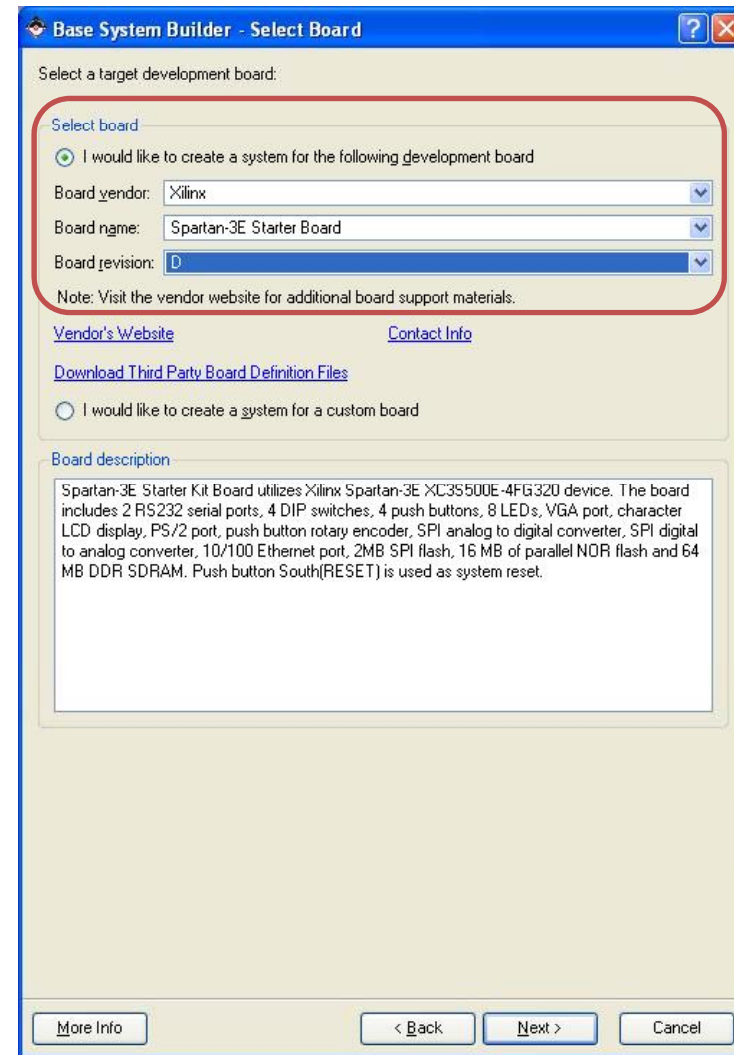 Base System Builder - Select Board
Select a target development board:
Select board
I would like to create a system for the following development board
Board vendor: Xilinx
Board name: Spartan-3E Starter Board
Board revision: D
Note: Visit the vendor website for additional board support materials.
Vendor's Website Contact Info
Download Third Party Board Definition Files
I would like to create a system for a custom board
Board description
Spartan-3E Starter Kit Board utilizes Xilinx Spartan-3E XC3S500E-4FG320 device. The board
includes 2 RS232 serial ports, 4 DIP switches, 4 push buttons, 8 LEDs, VGA port, character
LCD display, PS/2 port, push button rotary encoder, SPI analog to digital converter, SPI digital
to analog converter, 10/100 Ethernet port, 2MB SPI flash, 16 MB of parallel NOR flash and 64
MB DDR SDRAM. Push button South(RESET) is used as system reset.
More Info < Back Next > Cancel